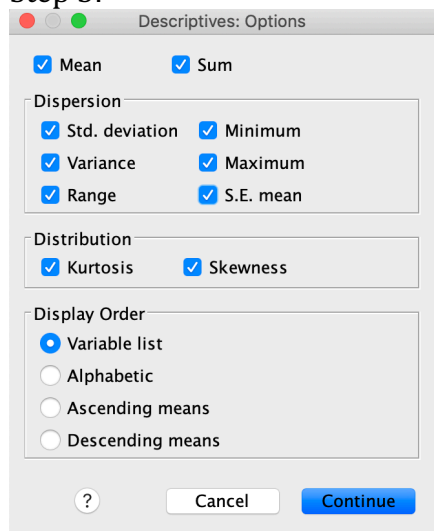 Descriptives: Options
Mean Sum
Dispersion
Std. deviation Minimum
Variance Maximum
Range S.E. mean
Distribution
Kurtosis Skewness
Display Order
Variable list
Alphabetic
Ascending means
Descending means
? Cancel Continue